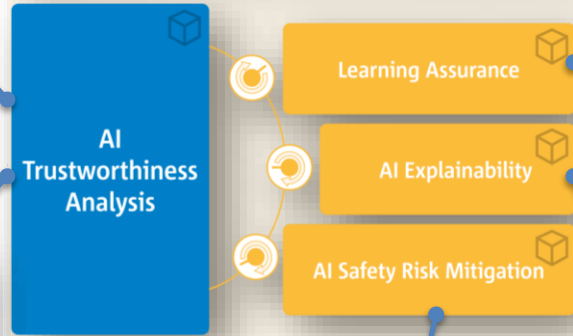 AI
Trustworthiness
Analysis
Learning Assurance
AI Explainability
AI Safety Risk Mitigation